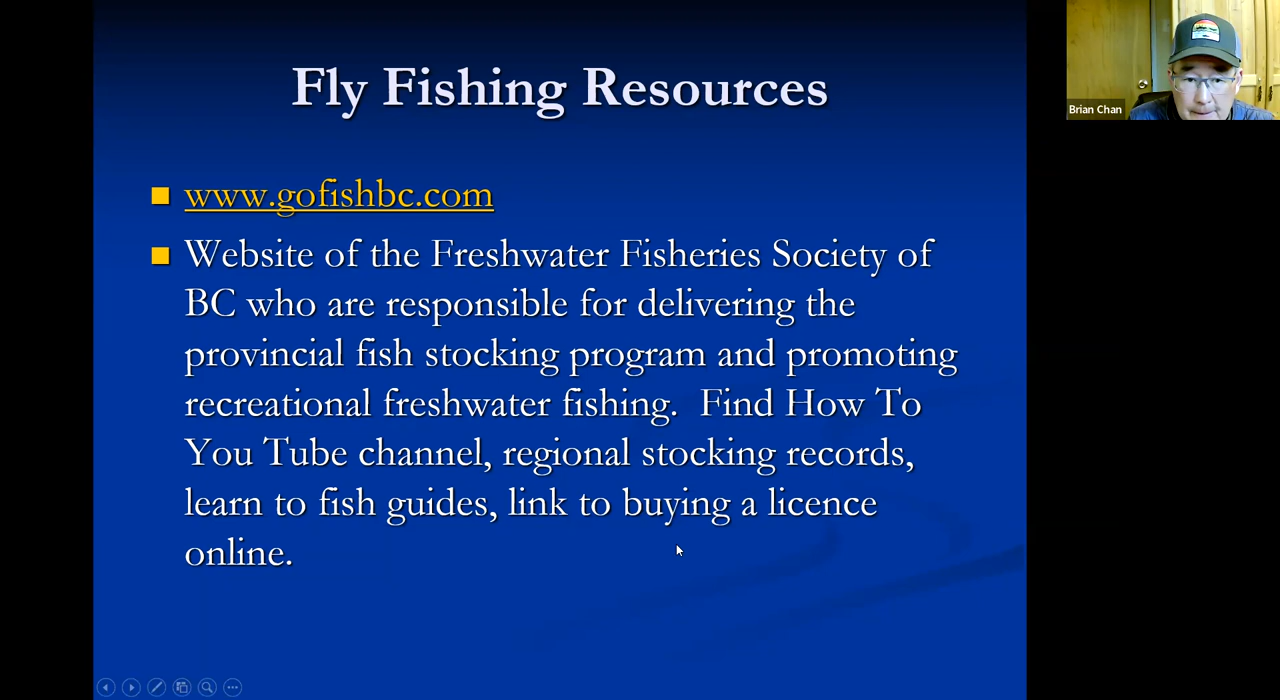 Fly Fishing Resources
www.gofishbc.com
Website of the Freshwater Fisheries Society of
BC who are responsible for delivering the
provincial fish stocking program and promoting
recreational freshwater fishing.  Find How To
You Tube channel, regional stocking records,
learn to fish guides, link to buying a licence
online.
Brian Chan